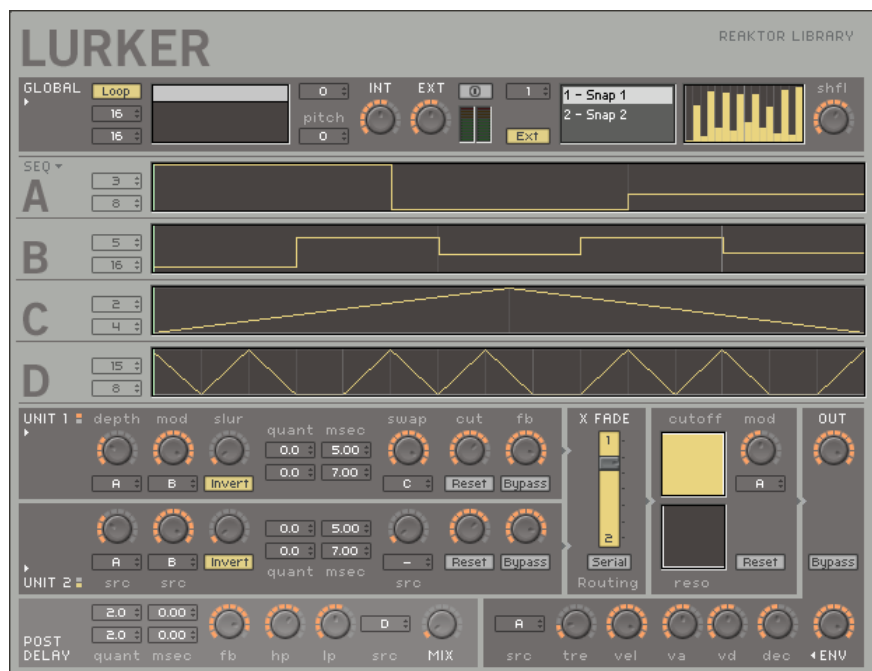 LURKER
REAKTOR LIBRARY
GLOBAL Loop 0 INT EXT 1 1 - Snap 1 shfl
16 pitch 2 - Snap 2
16 0 Ext
SEQ
A 3
8
B 5
16
C 2
4
D 15
8
UNIT 1 depth mod slur quant msec swap cut fb X FADE cutoff mod OUT
1
0.0 5.00
0.0 7.00
A B Invert C Reset Bypass A
0.0 5.00
0.0 7.00
2
A B Invert quant msec - Reset Bypass Serial Reset Bypass
UNIT 2 src src src Routing reso
2.0 0.00
2.0 0.00 D A
POST DELAY quant msec fb hp lp src MIX src tre vel va vd dec ENV